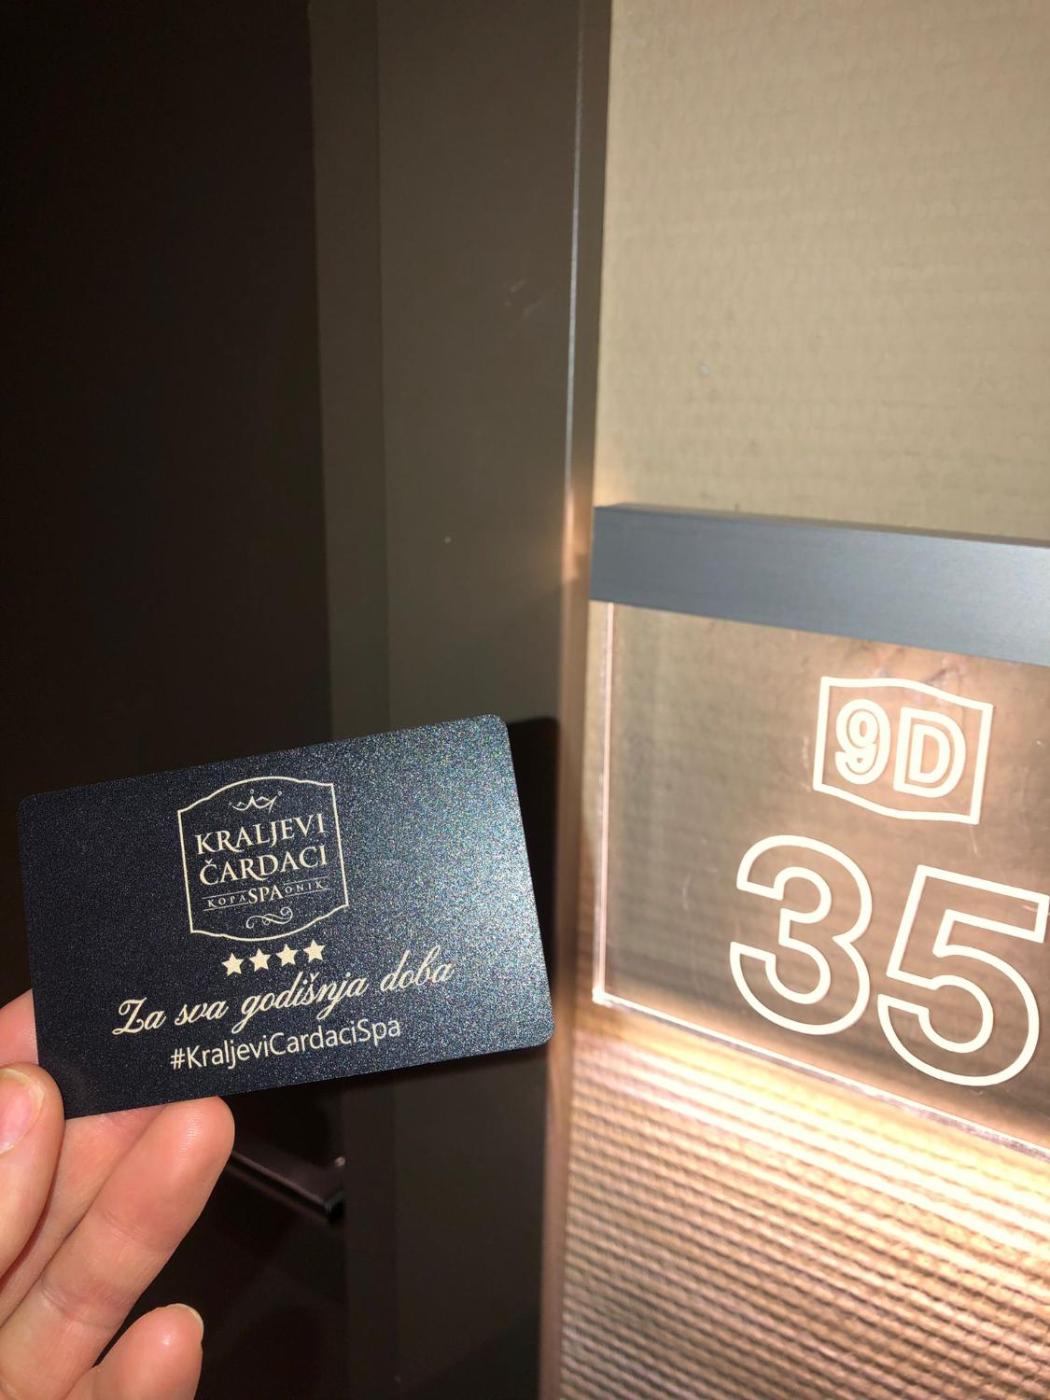 KRALJEVI
ČARDACI
KOPASPAONIK
Za sva godišnja doba
#KraljeviCardaciSpa
9D
35